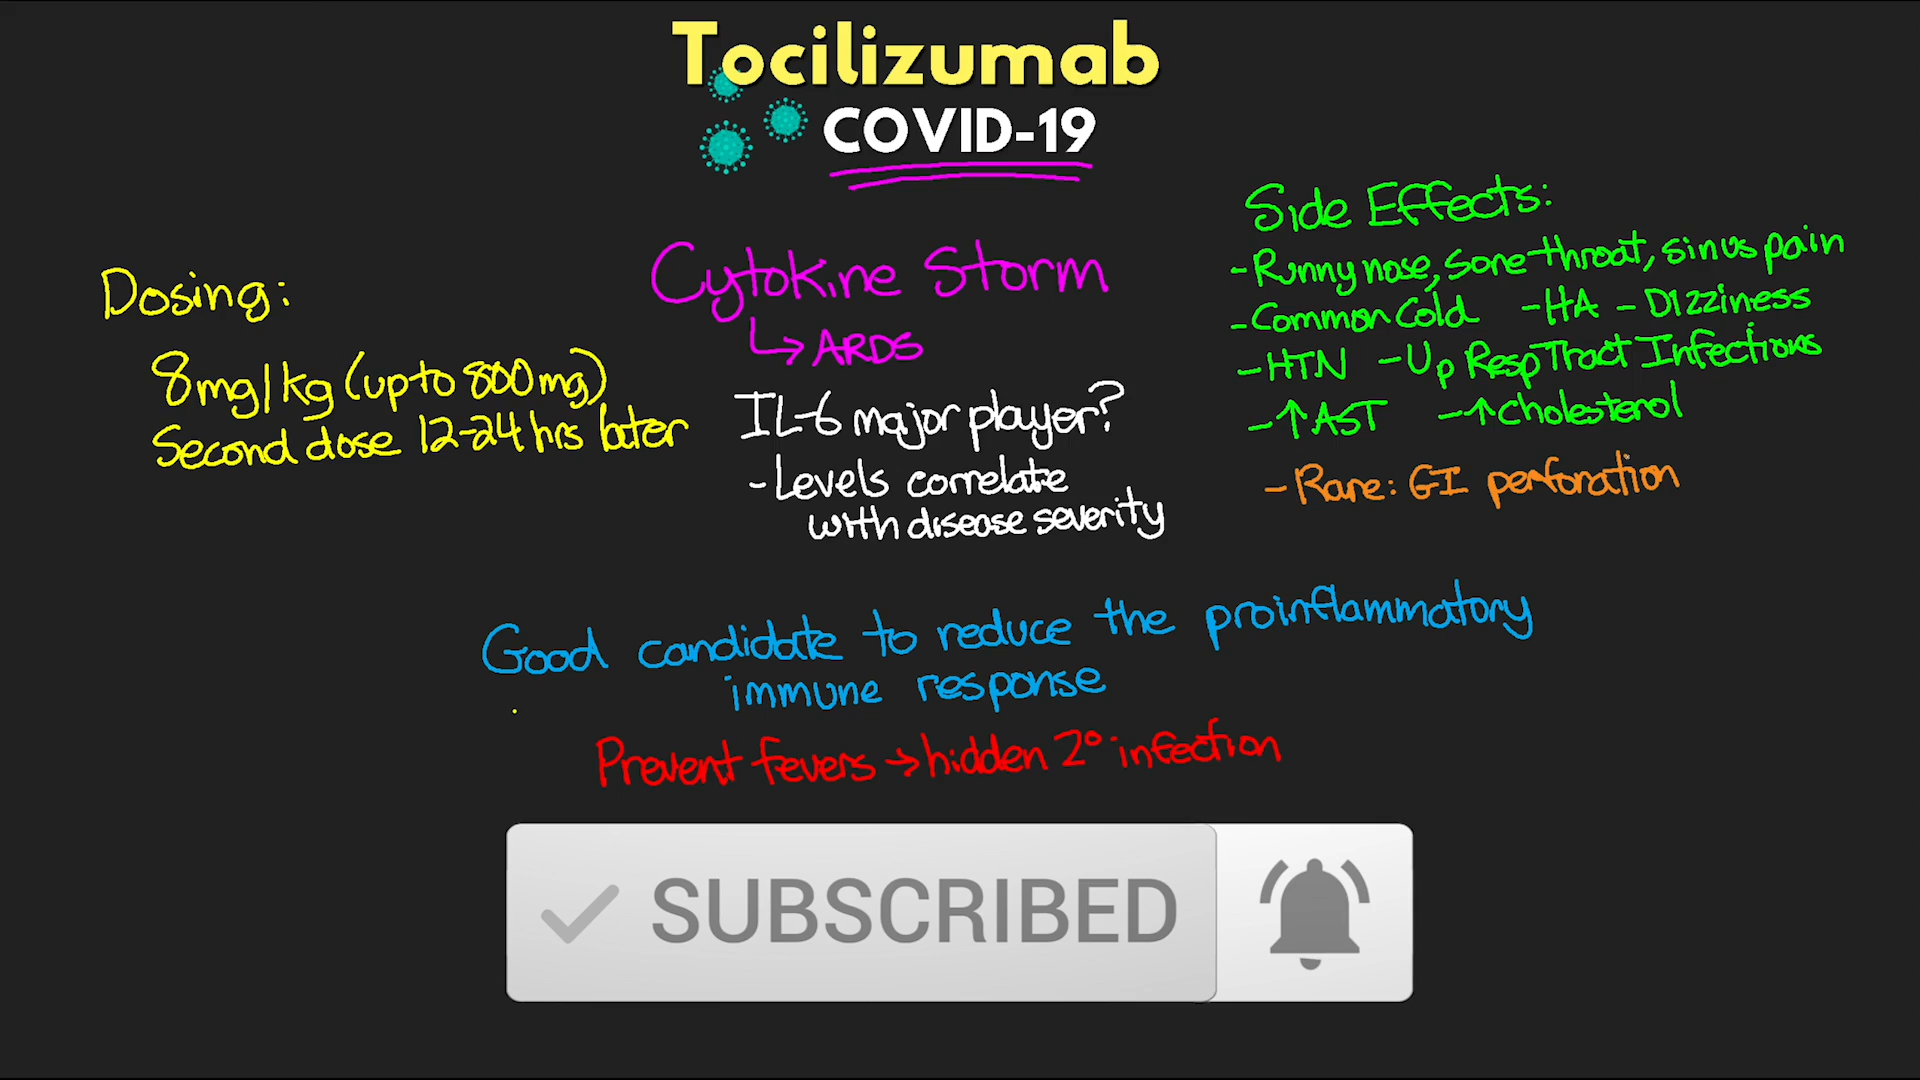 Tocilizumab
COVID-19
Dosing:
8mg/kg (up to 800mg)
Second dose 12-24 hrs later
Cytokine Storm
↳ ARDS
IL-6 major player?
- Levels correlate
with disease severity
Side Effects:
- Runny nose, sore throat, sinus pain
- Common Cold - HA - Dizziness
- HTN - Up Resp Tract Infections
- ↑AST - ↑Cholesterol
- Rare: GI perforation
Good candidate to reduce the proinflammatory
immune response
Prevent fevers → hidden 2° infection
SUBSCRIBED